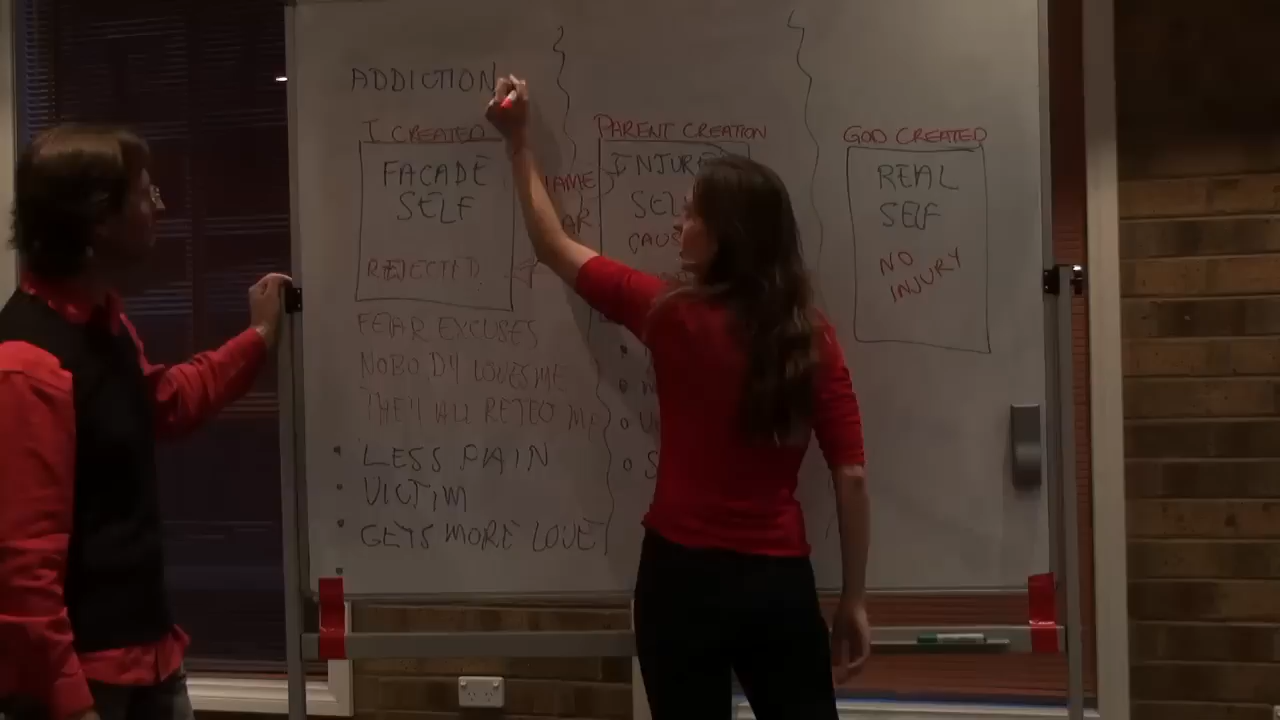 ADDICTION
I CREATED
FACADE
SELF
REJECTED
FEAR EXCUSES
NOBODY LOVES ME
THEY ALL REJECT ME
• LESS PAIN
• VICTIM
• GETS MORE LOVE
PARENT CREATION
SELF
GOD CREATED
REAL
SELF
NO
INJURY